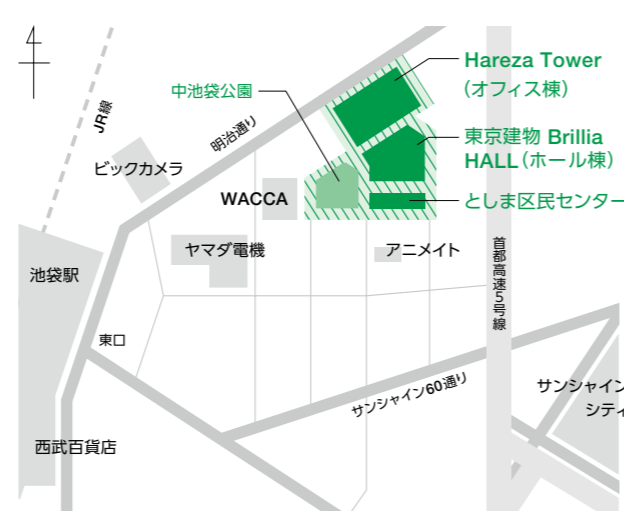 4
Hareza Tower
(オフィス棟)
中池袋公園
JR線
明治通り
東京建物 Brillia
HALL(ホール棟)
ビックカメラ
WACCA
としま区民センター
ヤマダ電機
アニメイト
首都高速5号線
池袋駅
東口
サンシャイン60通り
サンシャイン
シティ
西武百貨店